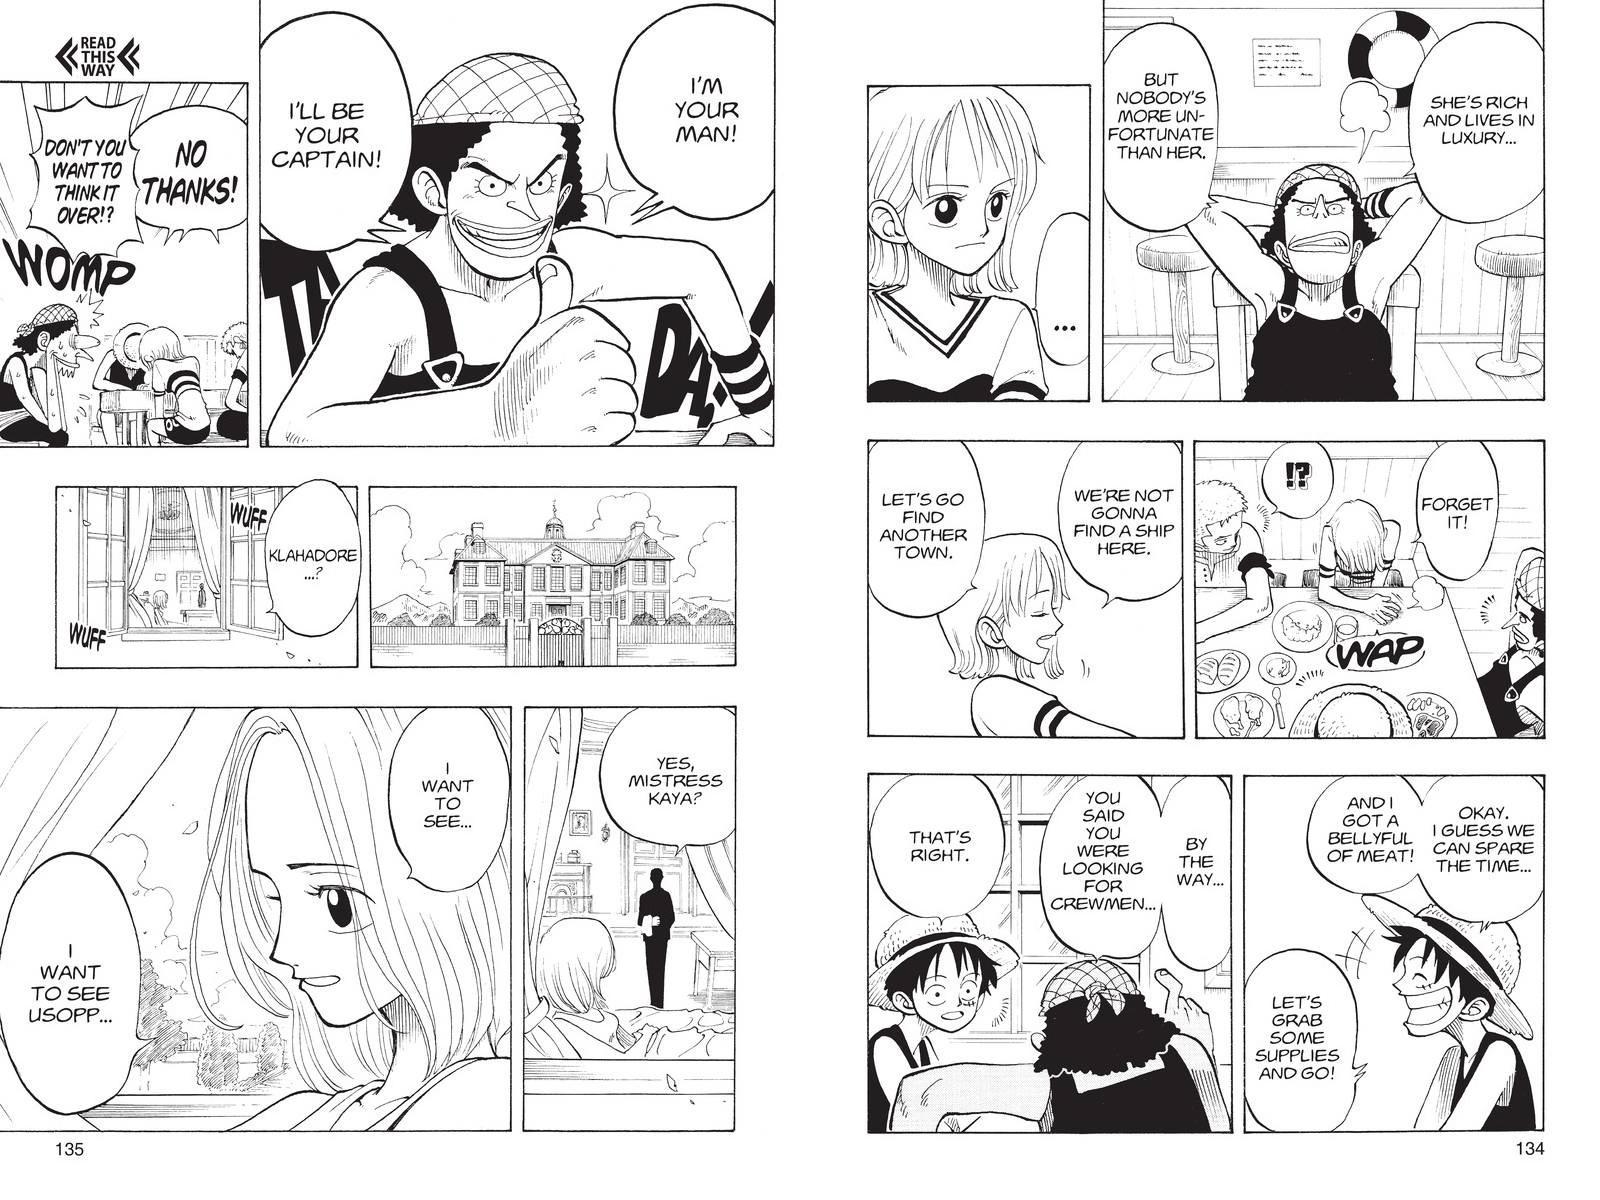 SHE'S RICH
AND LIVES IN
LUXURY...
BUT
NOBODY'S
MORE UN-
FORTUNATE
THAN HER.
...
FORGET
IT!
!?
WAP
WE'RE NOT
GONNA
FIND A SHIP
HERE.
LET'S GO
FIND
ANOTHER
TOWN.
OKAY.
I GUESS WE
CAN SPARE
THE TIME...
AND I
GOT A
BELLYFUL
OF MEAT!
LET'S
GRAB
SOME
SUPPLIES
AND GO!
BY
THE
WAY...
YOU
SAID
YOU
WERE
LOOKING
FOR
CREWMEN...
THAT'S
RIGHT.
134
READ
THIS
WAY
I'M
YOUR
MAN!
I'LL BE
YOUR
CAPTAIN!
NO
THANKS!
DON'T YOU
WANT TO
THINK IT
OVER!?
WOMP
KLAHADORE
...?
WUFF
WUFF
YES,
MISTRESS
KAYA?
I
WANT
TO
SEE...
I
WANT
TO SEE
USOPP...
135